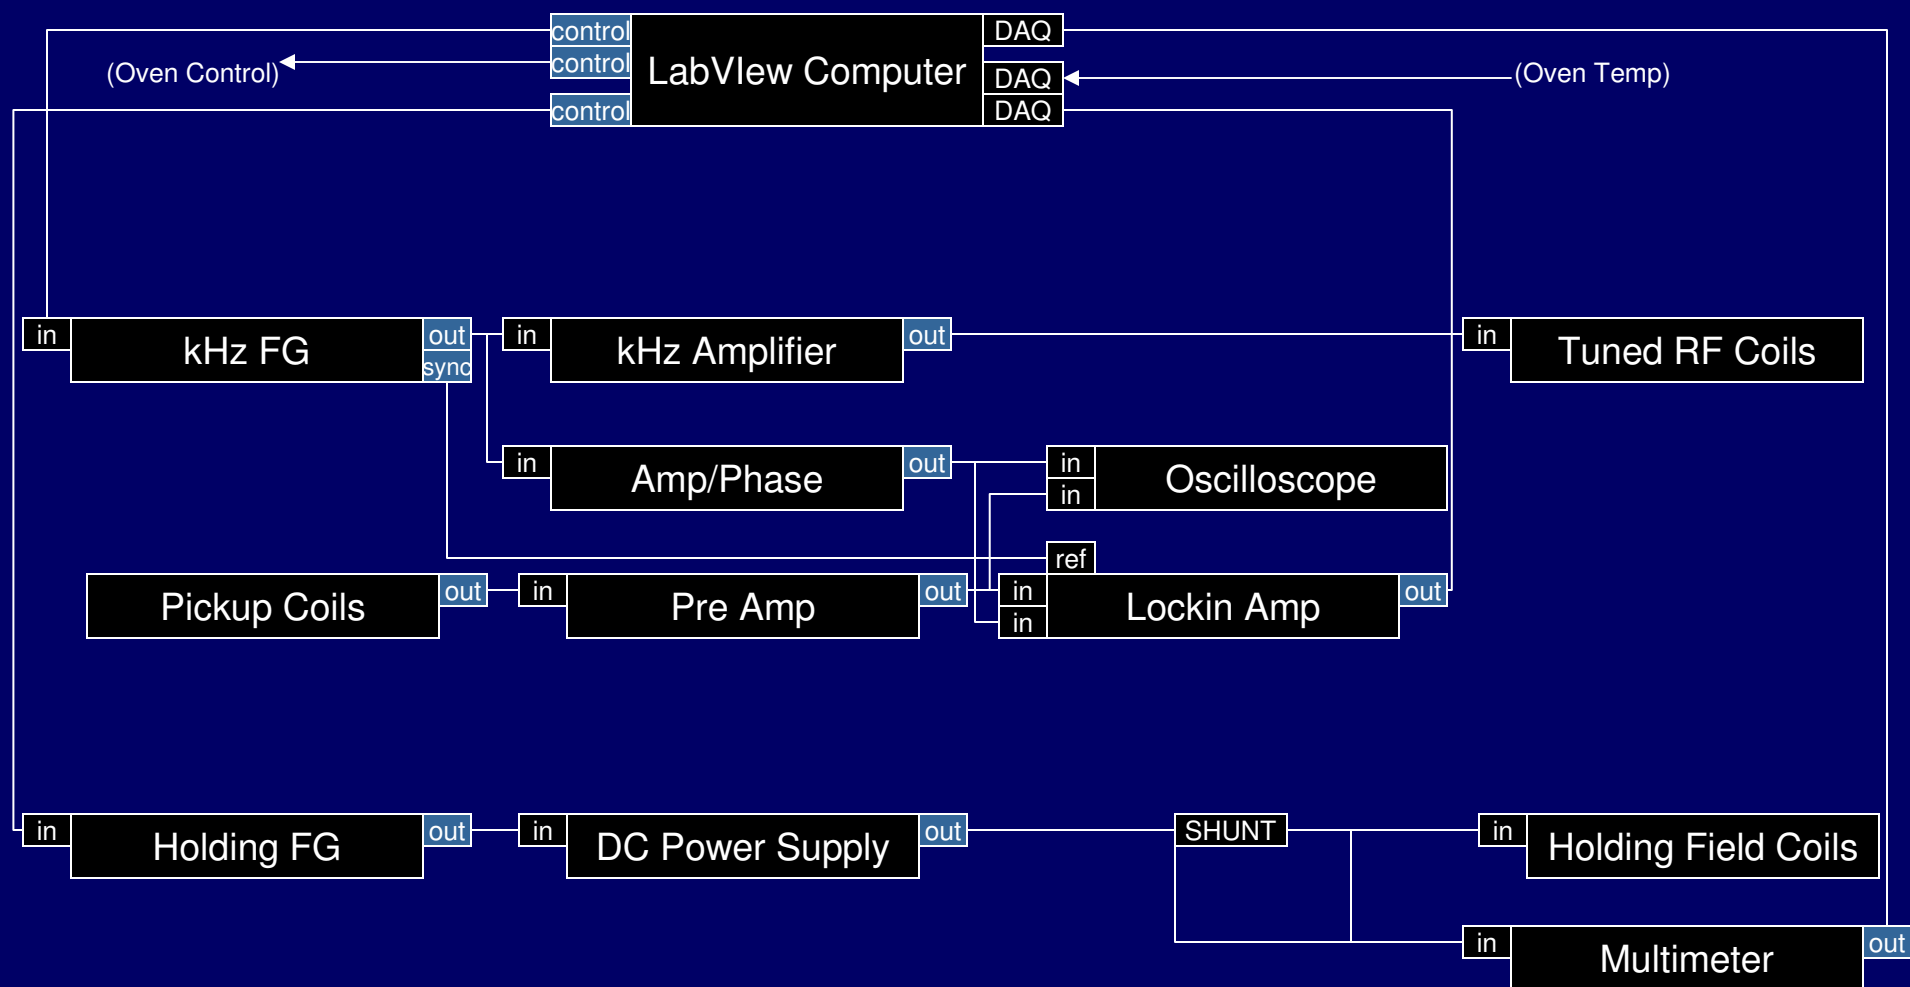 control
DAQ
(Oven Control)
control
LabVIew Computer
DAQ
(Oven Temp)
control
DAQ
in
kHz FG
out
sync
in
kHz Amplifier
out
in
Tuned RF Coils
in
Amp/Phase
out
in
in
Oscilloscope
ref
Pickup Coils
out
in
Pre Amp
out
in
in
Lockin Amp
out
in
Holding FG
out
in
DC Power Supply
out
SHUNT
in
Holding Field Coils
in
Multimeter
out